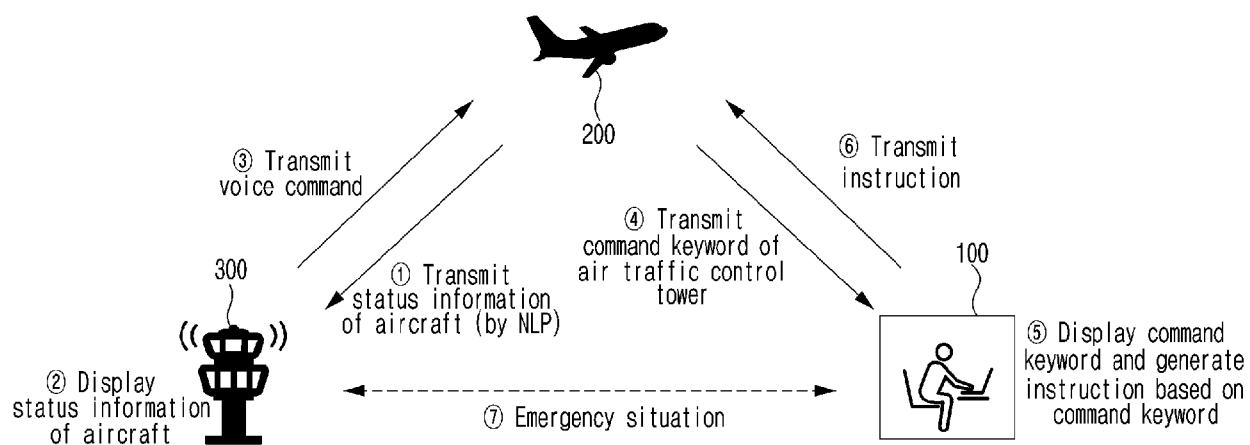 200
③ Transmit
voice command
⑥ Transmit
instruction
④ Transmit
command keyword of
air traffic control
tower
300
① Transmit
status information
of aircraft (by NLP)
100
② Display
status information
of aircraft
⑤ Display command
keyword and generate
instruction based on
command keyword
⑦ Emergency situation